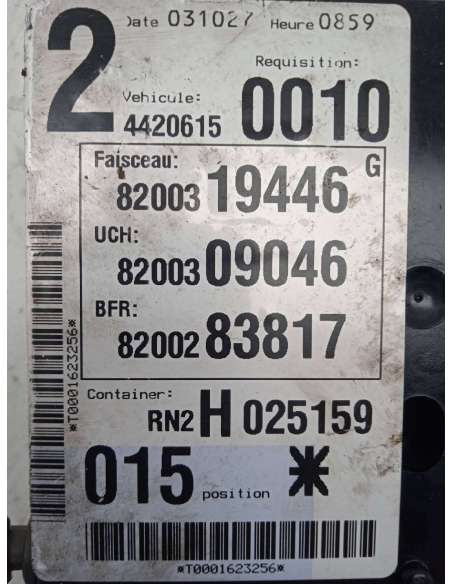 2
Date 031027 Heure 0859
Requisition:
Vehicule:
4420615 0010
Faisceau: G
82003 19446
UCH:
82003 09046
BFR:
82002 83817
Container:
RN2 H 025159
015 position *
*T0001623256*
*T0001623256*